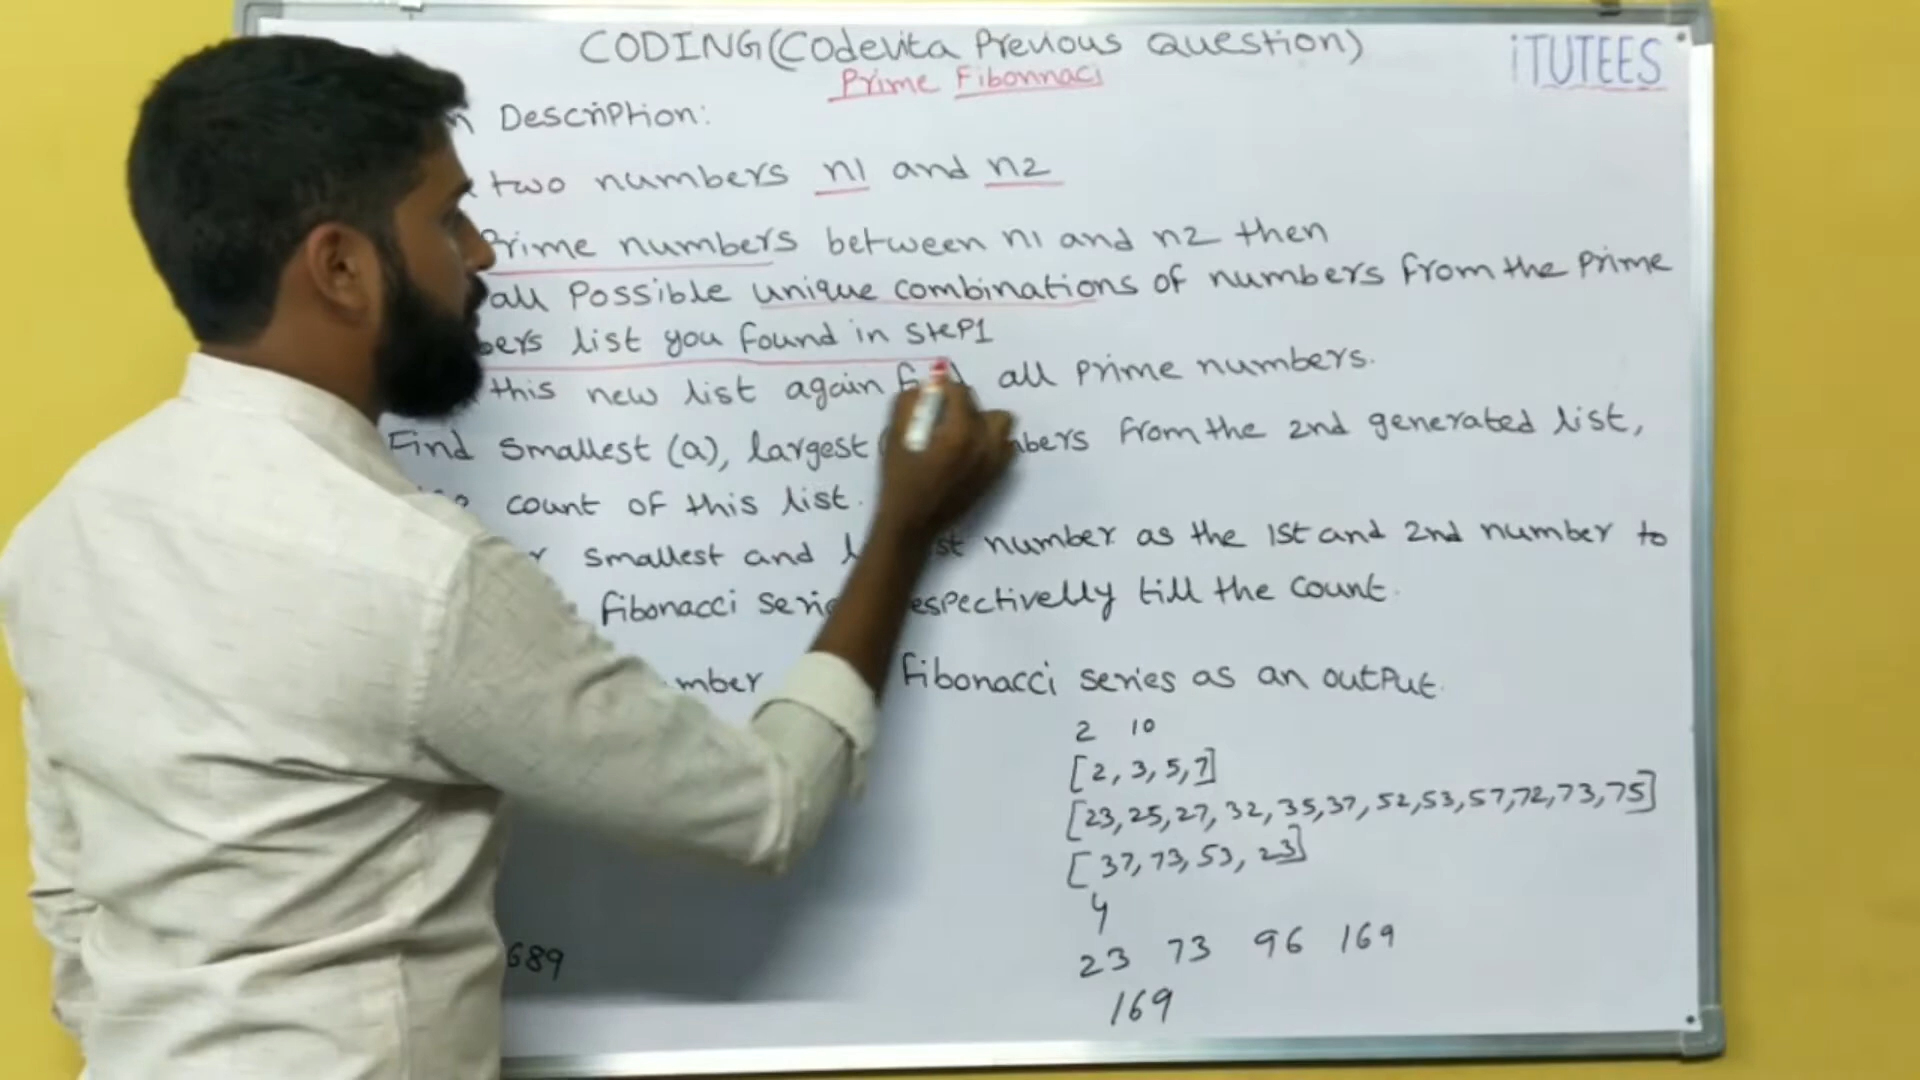 CODING(Codevita Previous Question)
iTUTEES
Prime Fibonnaci
Description:
two numbers n1 and n2
Prime numbers between n1 and n2 then
all Possible unique combinations of numbers from the Prime
list you found in step1
this new list again all prime numbers.
Find smallest (a), largest from the 2nd generated list,
count of this list.
smallest and number as the 1st and 2nd number to
fibonacci till the count.
fibonacci series as an output.
2 10
[2, 3, 5, 7]
[23, 25, 27, 32, 35, 37, 52, 53, 57, 72, 73, 75]
[37, 73, 53, 23]
4
23 73 96 169
689
169